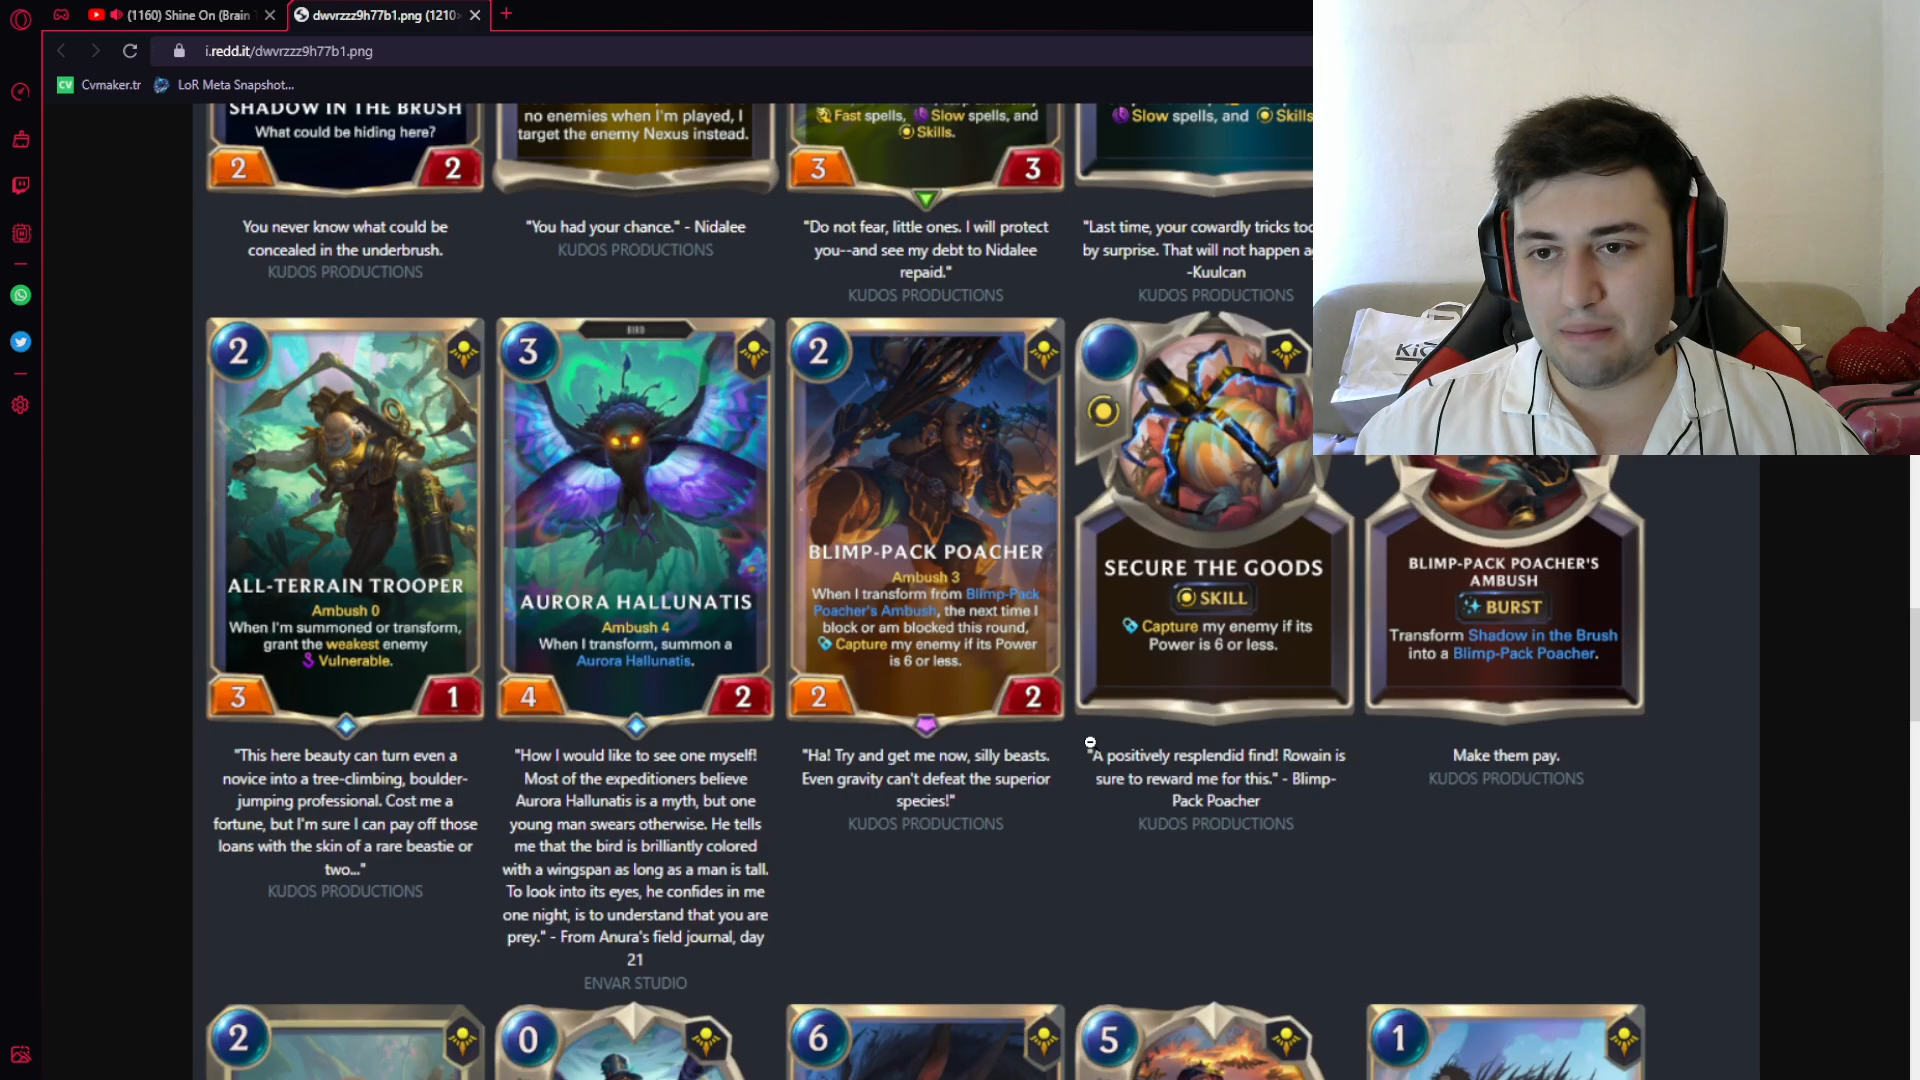 (1160) Shine On (Brain
dwvrzzz9h77b1.png (1210
i.redd.it/dwvrzzz9h77b1.png
CV Cvmaker.tr
LoR Meta Snapshot...
SHADOW IN THE BRUSH
What could be hiding here?
2 2
You never know what could be
concealed in the underbrush.
KUDOS PRODUCTIONS
no enemies when I'm played, I
target the enemy Nexus instead.
"You had your chance." - Nidalee
KUDOS PRODUCTIONS
Fast spells, Slow spells, and
Skills.
3 3
"Do not fear, little ones. I will protect
you--and see my debt to Nidalee
repaid."
KUDOS PRODUCTIONS
Slow spells, and Skills
"Last time, your cowardly tricks too
by surprise. That will not happen a
-Kuulcan
KUDOS PRODUCTIONS
2
ALL-TERRAIN TROOPER
Ambush 0
When I'm summoned or transform,
grant the weakest enemy
Vulnerable.
3 1
"This here beauty can turn even a
novice into a tree-climbing, boulder-
jumping professional. Cost me a
fortune, but I'm sure I can pay off those
loans with the skin of a rare beastie or
two..."
KUDOS PRODUCTIONS
3
BIRD
AURORA HALLUNATIS
Ambush 4
When I transform, summon a
Aurora Hallunatis.
4 2
"How I would like to see one myself!
Most of the expeditioners believe
Aurora Hallunatis is a myth, but one
young man swears otherwise. He tells
me that the bird is brilliantly colored
with a wingspan as long as a man is tall.
To look into its eyes, he confides in me
one night, is to understand that you are
prey." - From Anura's field journal, day
21
ENVAR STUDIO
2
BLIMP-PACK POACHER
Ambush 3
When I transform from Blimp-Pack
Poacher's Ambush, the next time I
block or am blocked this round,
Capture my enemy if its Power
is 6 or less.
2 2
"Ha! Try and get me now, silly beasts.
Even gravity can't defeat the superior
species!"
KUDOS PRODUCTIONS
SECURE THE GOODS
SKILL
Capture my enemy if its
Power is 6 or less.
"A positively resplendid find! Rowain is
sure to reward me for this." - Blimp-
Pack Poacher
KUDOS PRODUCTIONS
BLIMP-PACK POACHER'S
AMBUSH
BURST
Transform Shadow in the Brush
into a Blimp-Pack Poacher.
Make them pay.
KUDOS PRODUCTIONS
2
0
6
5
1